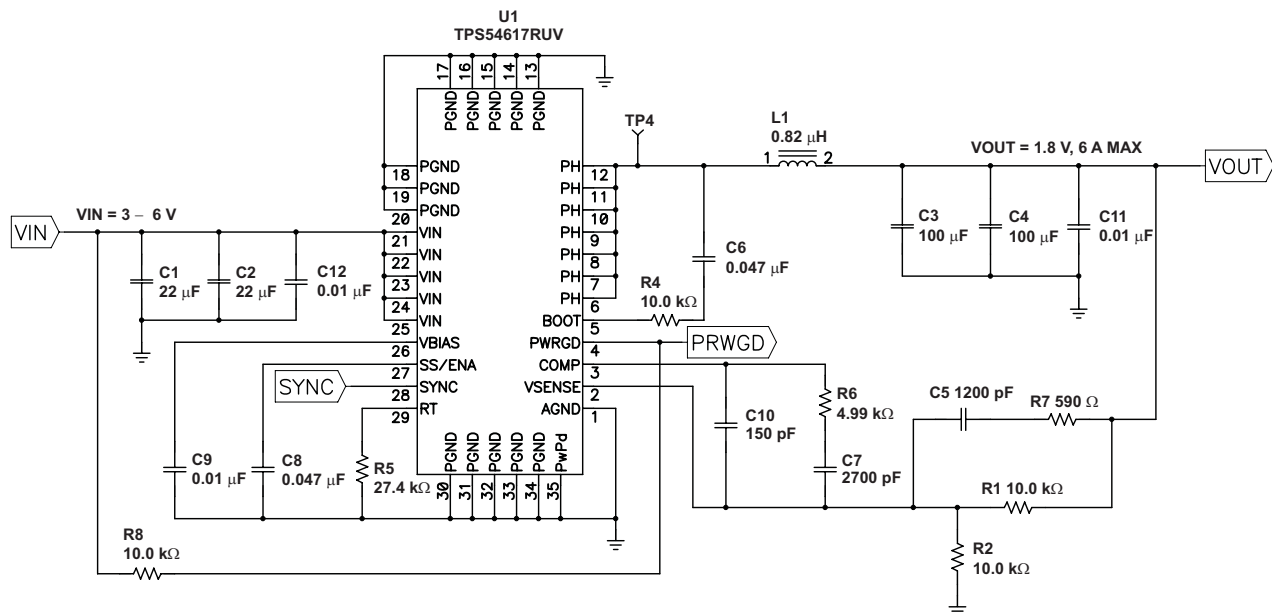 U1
TPS54617RUV
17
16
15
14
13
PGND
PGND
PGND
PGND
PGND
TP4
L1
0.82 μH
1
2
VOUT = 1.8 V, 6 A MAX
VOUT
PGND
18
PGND
19
PGND
20
VIN
21
VIN
22
VIN
23
VIN
24
VIN
25
VBIAS
26
SS/ENA
27
SYNC
28
RT
29
PH
12
PH
11
PH
10
PH
9
PH
8
PH
7
PH
6
BOOT
5
PWRGD
4
COMP
3
VSENSE
2
AGND
1
VIN
VIN = 3 – 6 V
C1
22 μF
C2
22 μF
C12
0.01 μF
C3
100 μF
C4
100 μF
C11
0.01 μF
C6
0.047 μF
R4
10.0 kΩ
PRWGD
SYNC
C10
150 pF
R6
4.99 kΩ
C7
2700 pF
C5 1200 pF
R7 590 Ω
R1 10.0 kΩ
R2
10.0 kΩ
C9
0.01 μF
C8
0.047 μF
R5
27.4 kΩ
PGND
PGND
PGND
PGND
PGND
PwPd
30
31
32
33
34
35
R8
10.0 kΩ